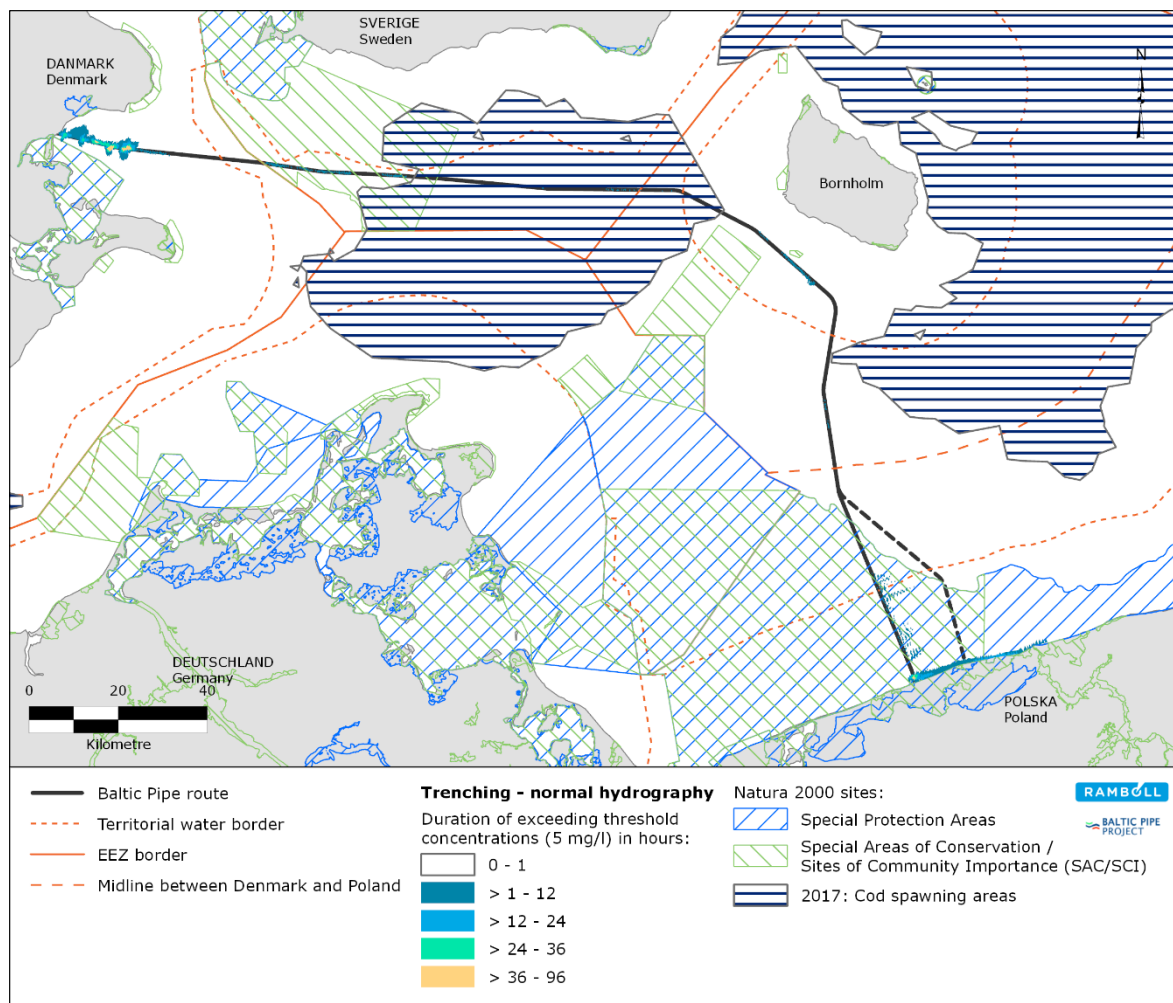 SVERIGE
Sweden
DANMARK
Denmark
N
Bornholm
DEUTSCHLAND
Germany
0 20 40
Kilometre
POLSKA
Poland
Baltic Pipe route
Territorial water border
EEZ border
Midline between Denmark and Poland
Trenching - normal hydrography
Duration of exceeding threshold
concentrations (5 mg/l) in hours:
0 - 1
> 1 - 12
> 12 - 24
> 24 - 36
> 36 - 96
Natura 2000 sites:
Special Protection Areas
Special Areas of Conservation /
Sites of Community Importance (SAC/SCI)
2017: Cod spawning areas
RAMBOLL
BALTIC PIPE
PROJECT